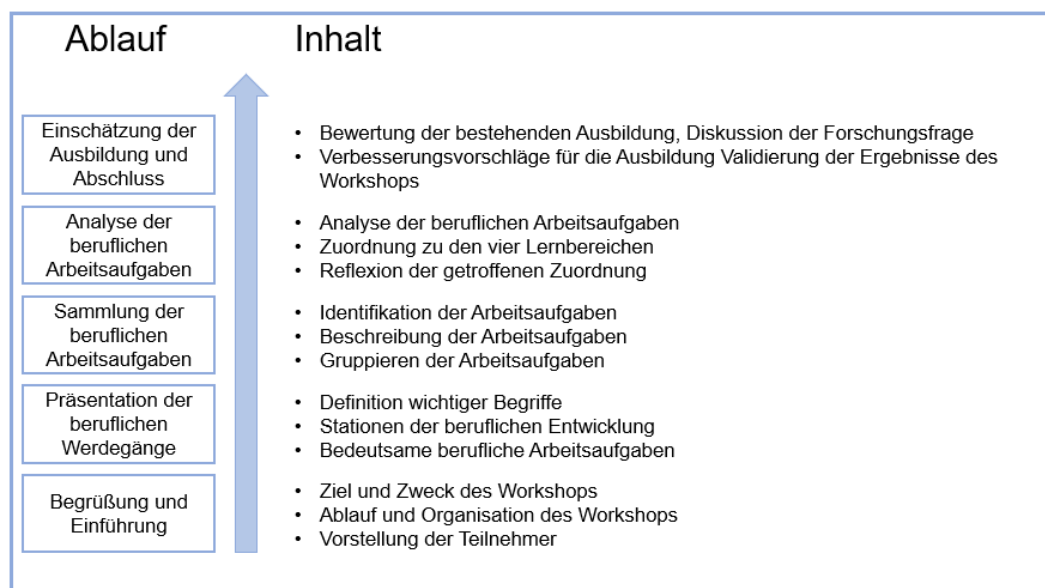 Ablauf
Inhalt
Einschätzung der
Ausbildung und
Abschluss
• Bewertung der bestehenden Ausbildung, Diskussion der Forschungsfrage
• Verbesserungsvorschläge für die Ausbildung Validierung der Ergebnisse des
Workshops
Analyse der
beruflichen
Arbeitsaufgaben
• Analyse der beruflichen Arbeitsaufgaben
• Zuordnung zu den vier Lernbereichen
• Reflexion der getroffenen Zuordnung
Sammlung der
beruflichen
Arbeitsaufgaben
• Identifikation der Arbeitsaufgaben
• Beschreibung der Arbeitsaufgaben
• Gruppieren der Arbeitsaufgaben
Präsentation der
beruflichen
Werdegänge
• Definition wichtiger Begriffe
• Stationen der beruflichen Entwicklung
• Bedeutsame berufliche Arbeitsaufgaben
Begrüßung und
Einführung
• Ziel und Zweck des Workshops
• Ablauf und Organisation des Workshops
• Vorstellung der Teilnehmer